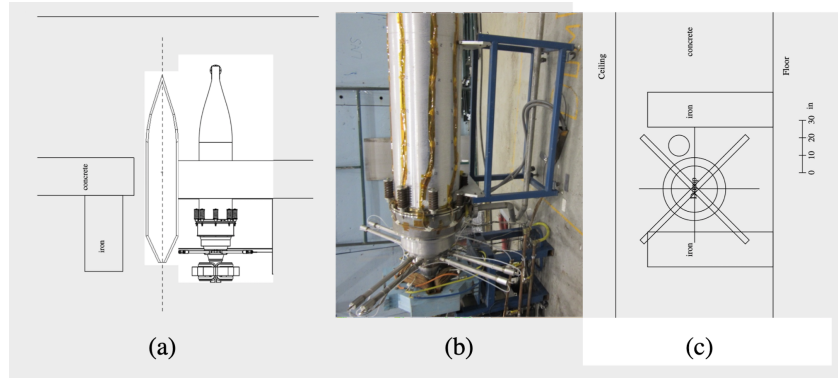 concrete
iron
(a)
(b)
Ceiling
concrete
Floor
iron
iron
0 10 20 30 in
(c)